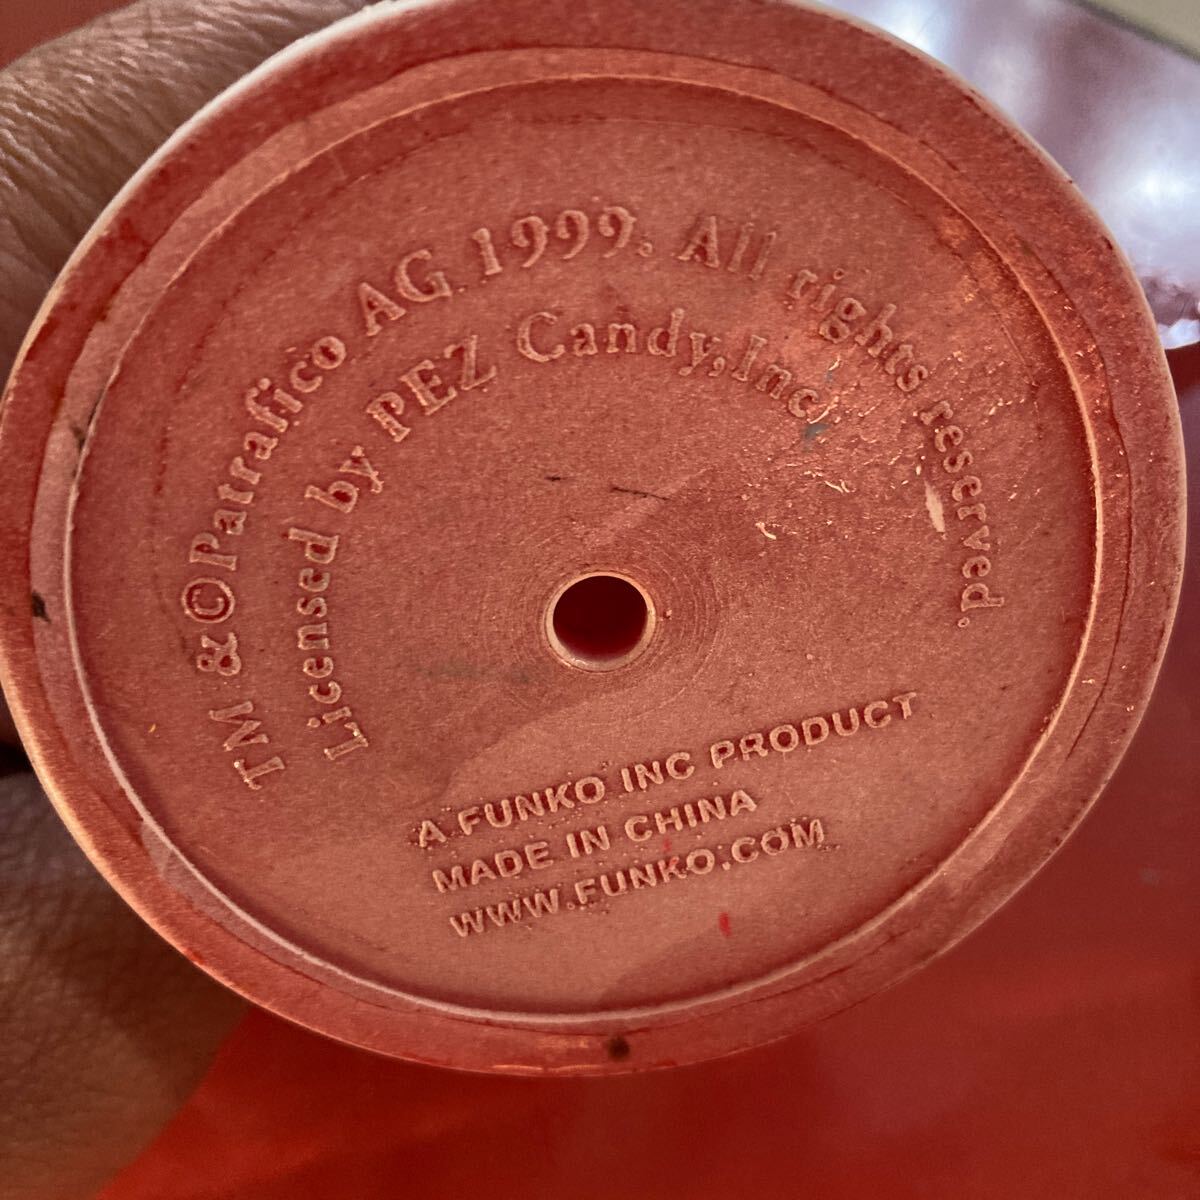 TM & ©Patrafico AG 1999. All rights reserved.
Licensed by PEZ Candy, Inc.
A FUNKO INC PRODUCT
MADE IN CHINA
WWW.FUNKO.COM